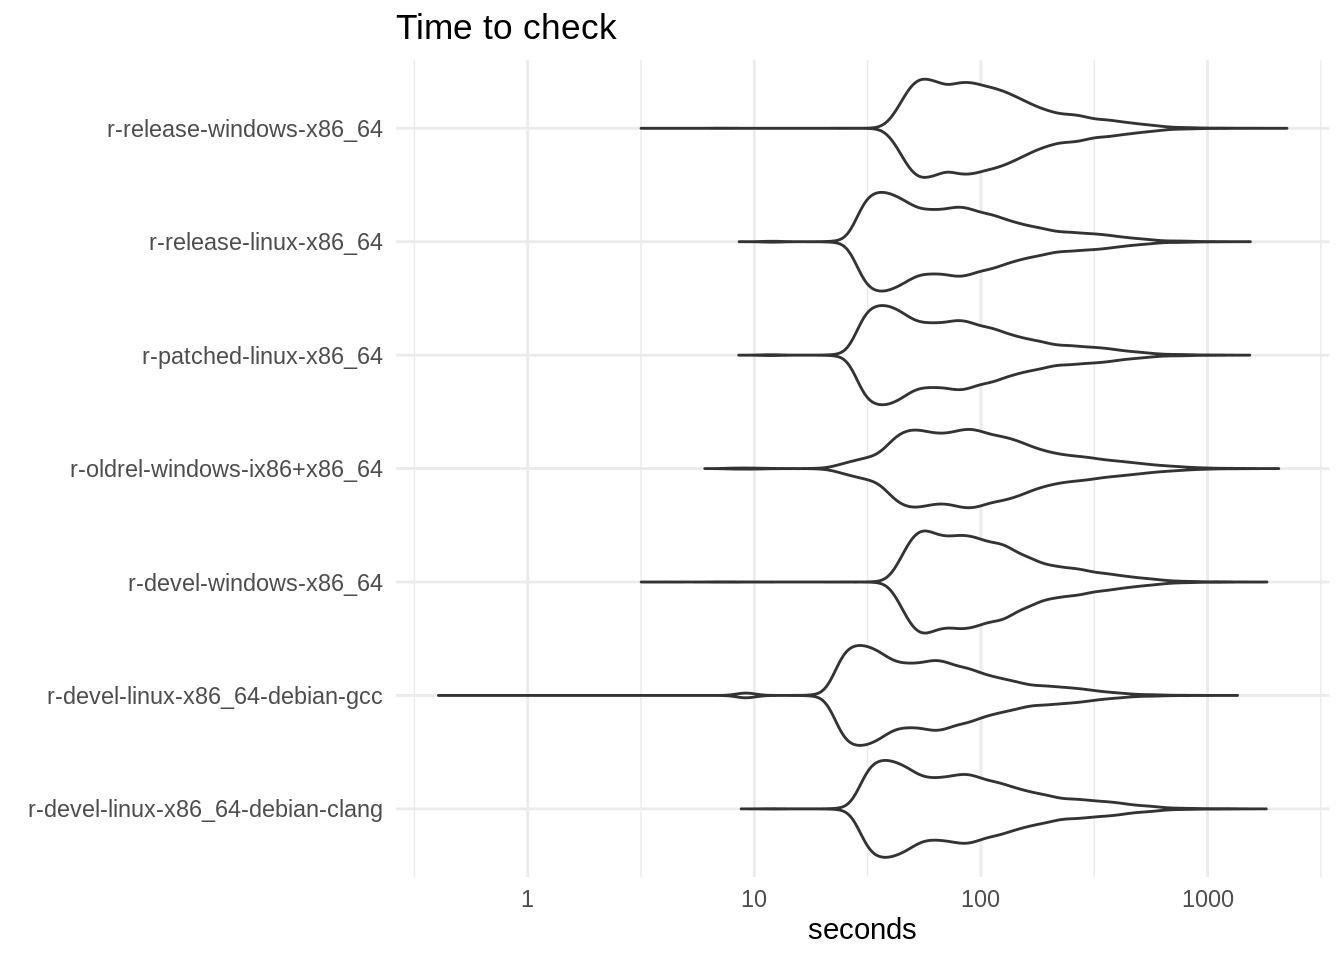 Time to check
r-release-windows-x86_64
r-release-linux-x86_64
r-patched-linux-x86_64
r-oldrel-windows-ix86+x86_64
r-devel-windows-x86_64
r-devel-linux-x86_64-debian-gcc
r-devel-linux-x86_64-debian-clang
1 10 100 1000
seconds